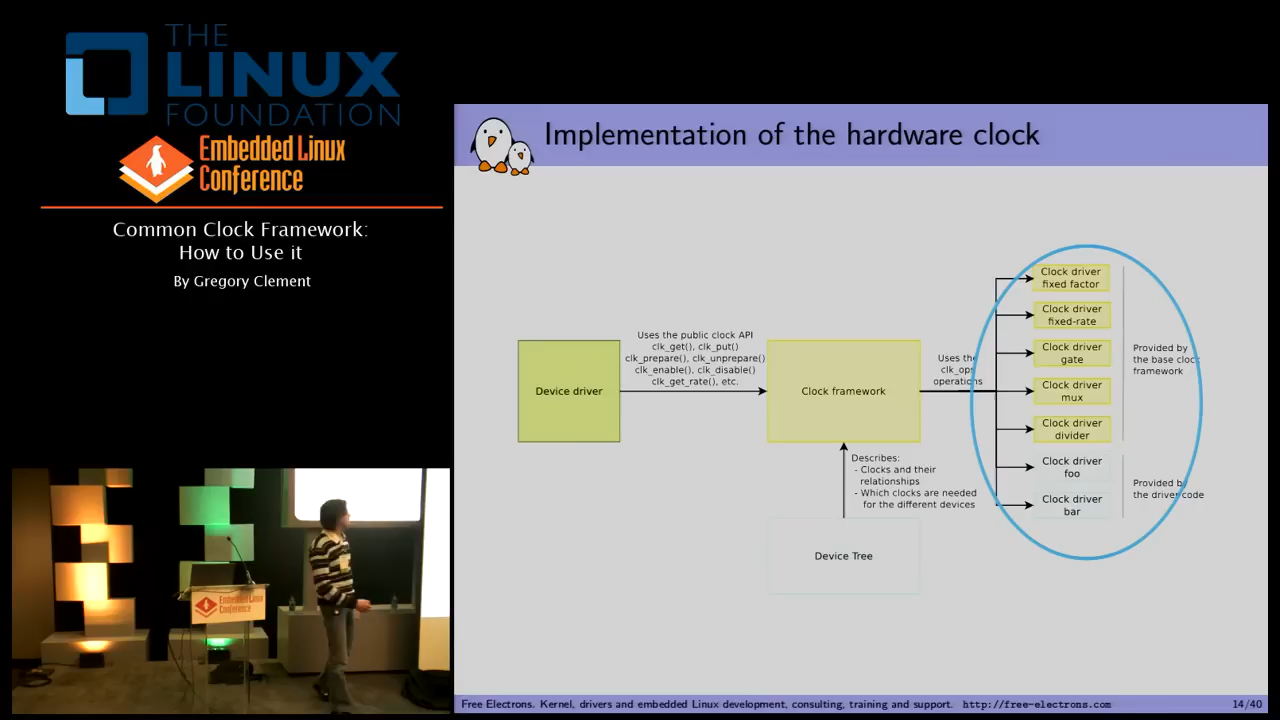 THE
LINUX
FOUNDATION
Embedded Linux
Conference
Common Clock Framework:
How to Use it
By Gregory Clement
Embedded Linux
Conference
Implementation of the hardware clock
Device driver
Uses the public clock API
clk_get(), clk_put()
clk_prepare(), clk_unprepare()
clk_enable(), clk_disable()
clk_get_rate(), etc.
Clock framework
Uses the
clk_ops
operations
Clock driver
fixed factor
Clock driver
fixed-rate
Clock driver
gate
Clock driver
mux
Clock driver
divider
Clock driver
foo
Clock driver
bar
Provided by
the base clock
framework
Provided by
the driver code
Describes:
- Clocks and their
relationships
- Which clocks are needed
for the different devices
Device Tree
Free Electrons. Kernel, drivers and embedded Linux development, consulting, training and support. http://free-electrons.com 14/40